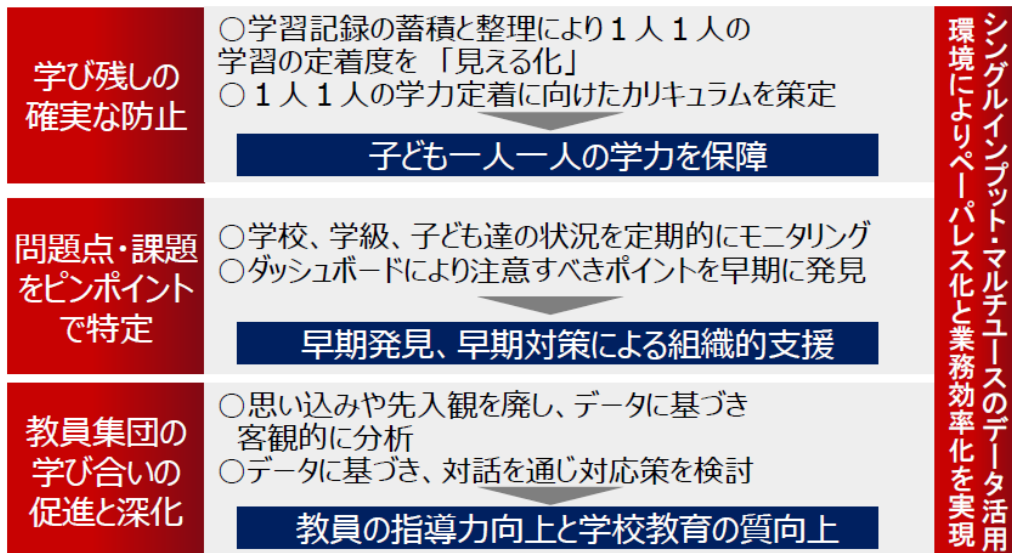 学び残しの
確実な防止
○学習記録の蓄積と整理により１人１人の
学習の定着度を「見える化」
○１人１人の学力定着に向けたカリキュラムを策定
子ども一人一人の学力を保障
問題点・課題
をピンポイント
で特定
○学校、学級、子ども達の状況を定期的にモニタリング
○ダッシュボードにより注意すべきポイントを早期に発見
早期発見、早期対策による組織的支援
教員集団の
学び合いの
促進と深化
○思い込みや先入観を廃し、データに基づき
客観的に分析
○データに基づき、対話を通じ対応策を検討
教員の指導力向上と学校教育の質向上
シングルインプット・マルチユースのデータ活用
環境によりペーパレス化と業務効率化を実現